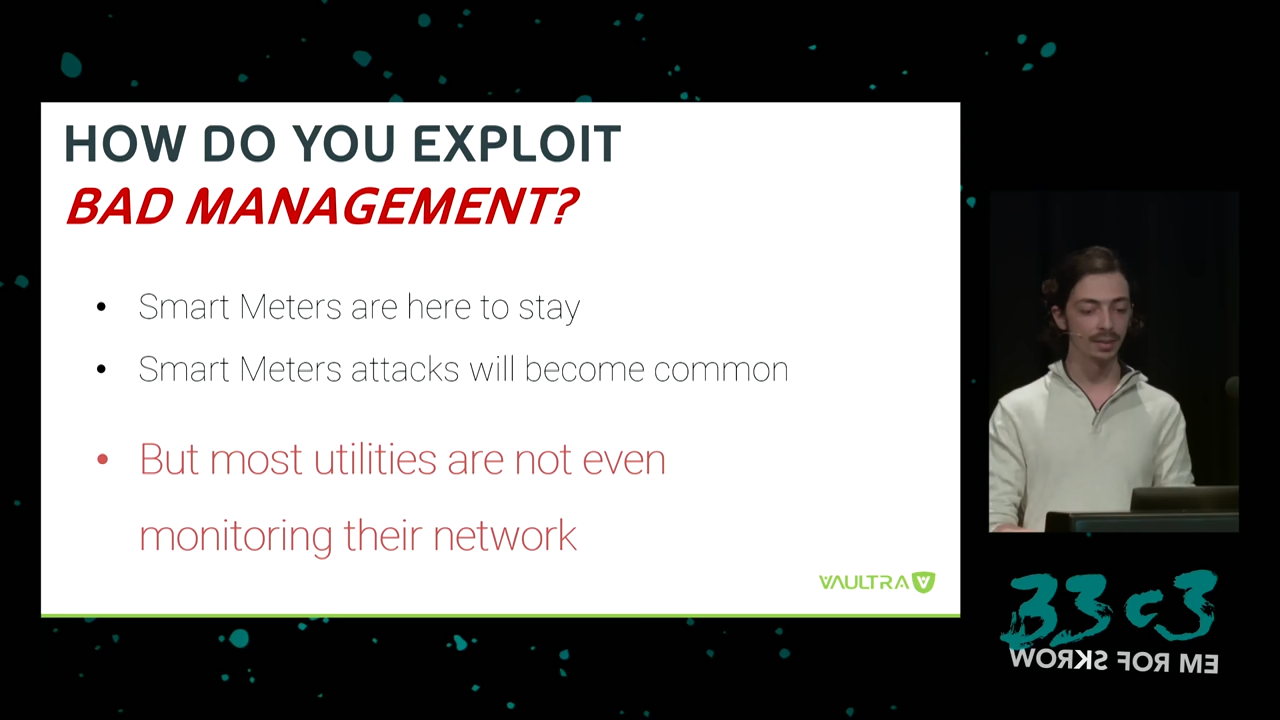 HOW DO YOU EXPLOIT
BAD MANAGEMENT?
• Smart Meters are here to stay
• Smart Meters attacks will become common
• But most utilities are not even
monitoring their network
VAULTRA
33c3
WORKS FOR ME